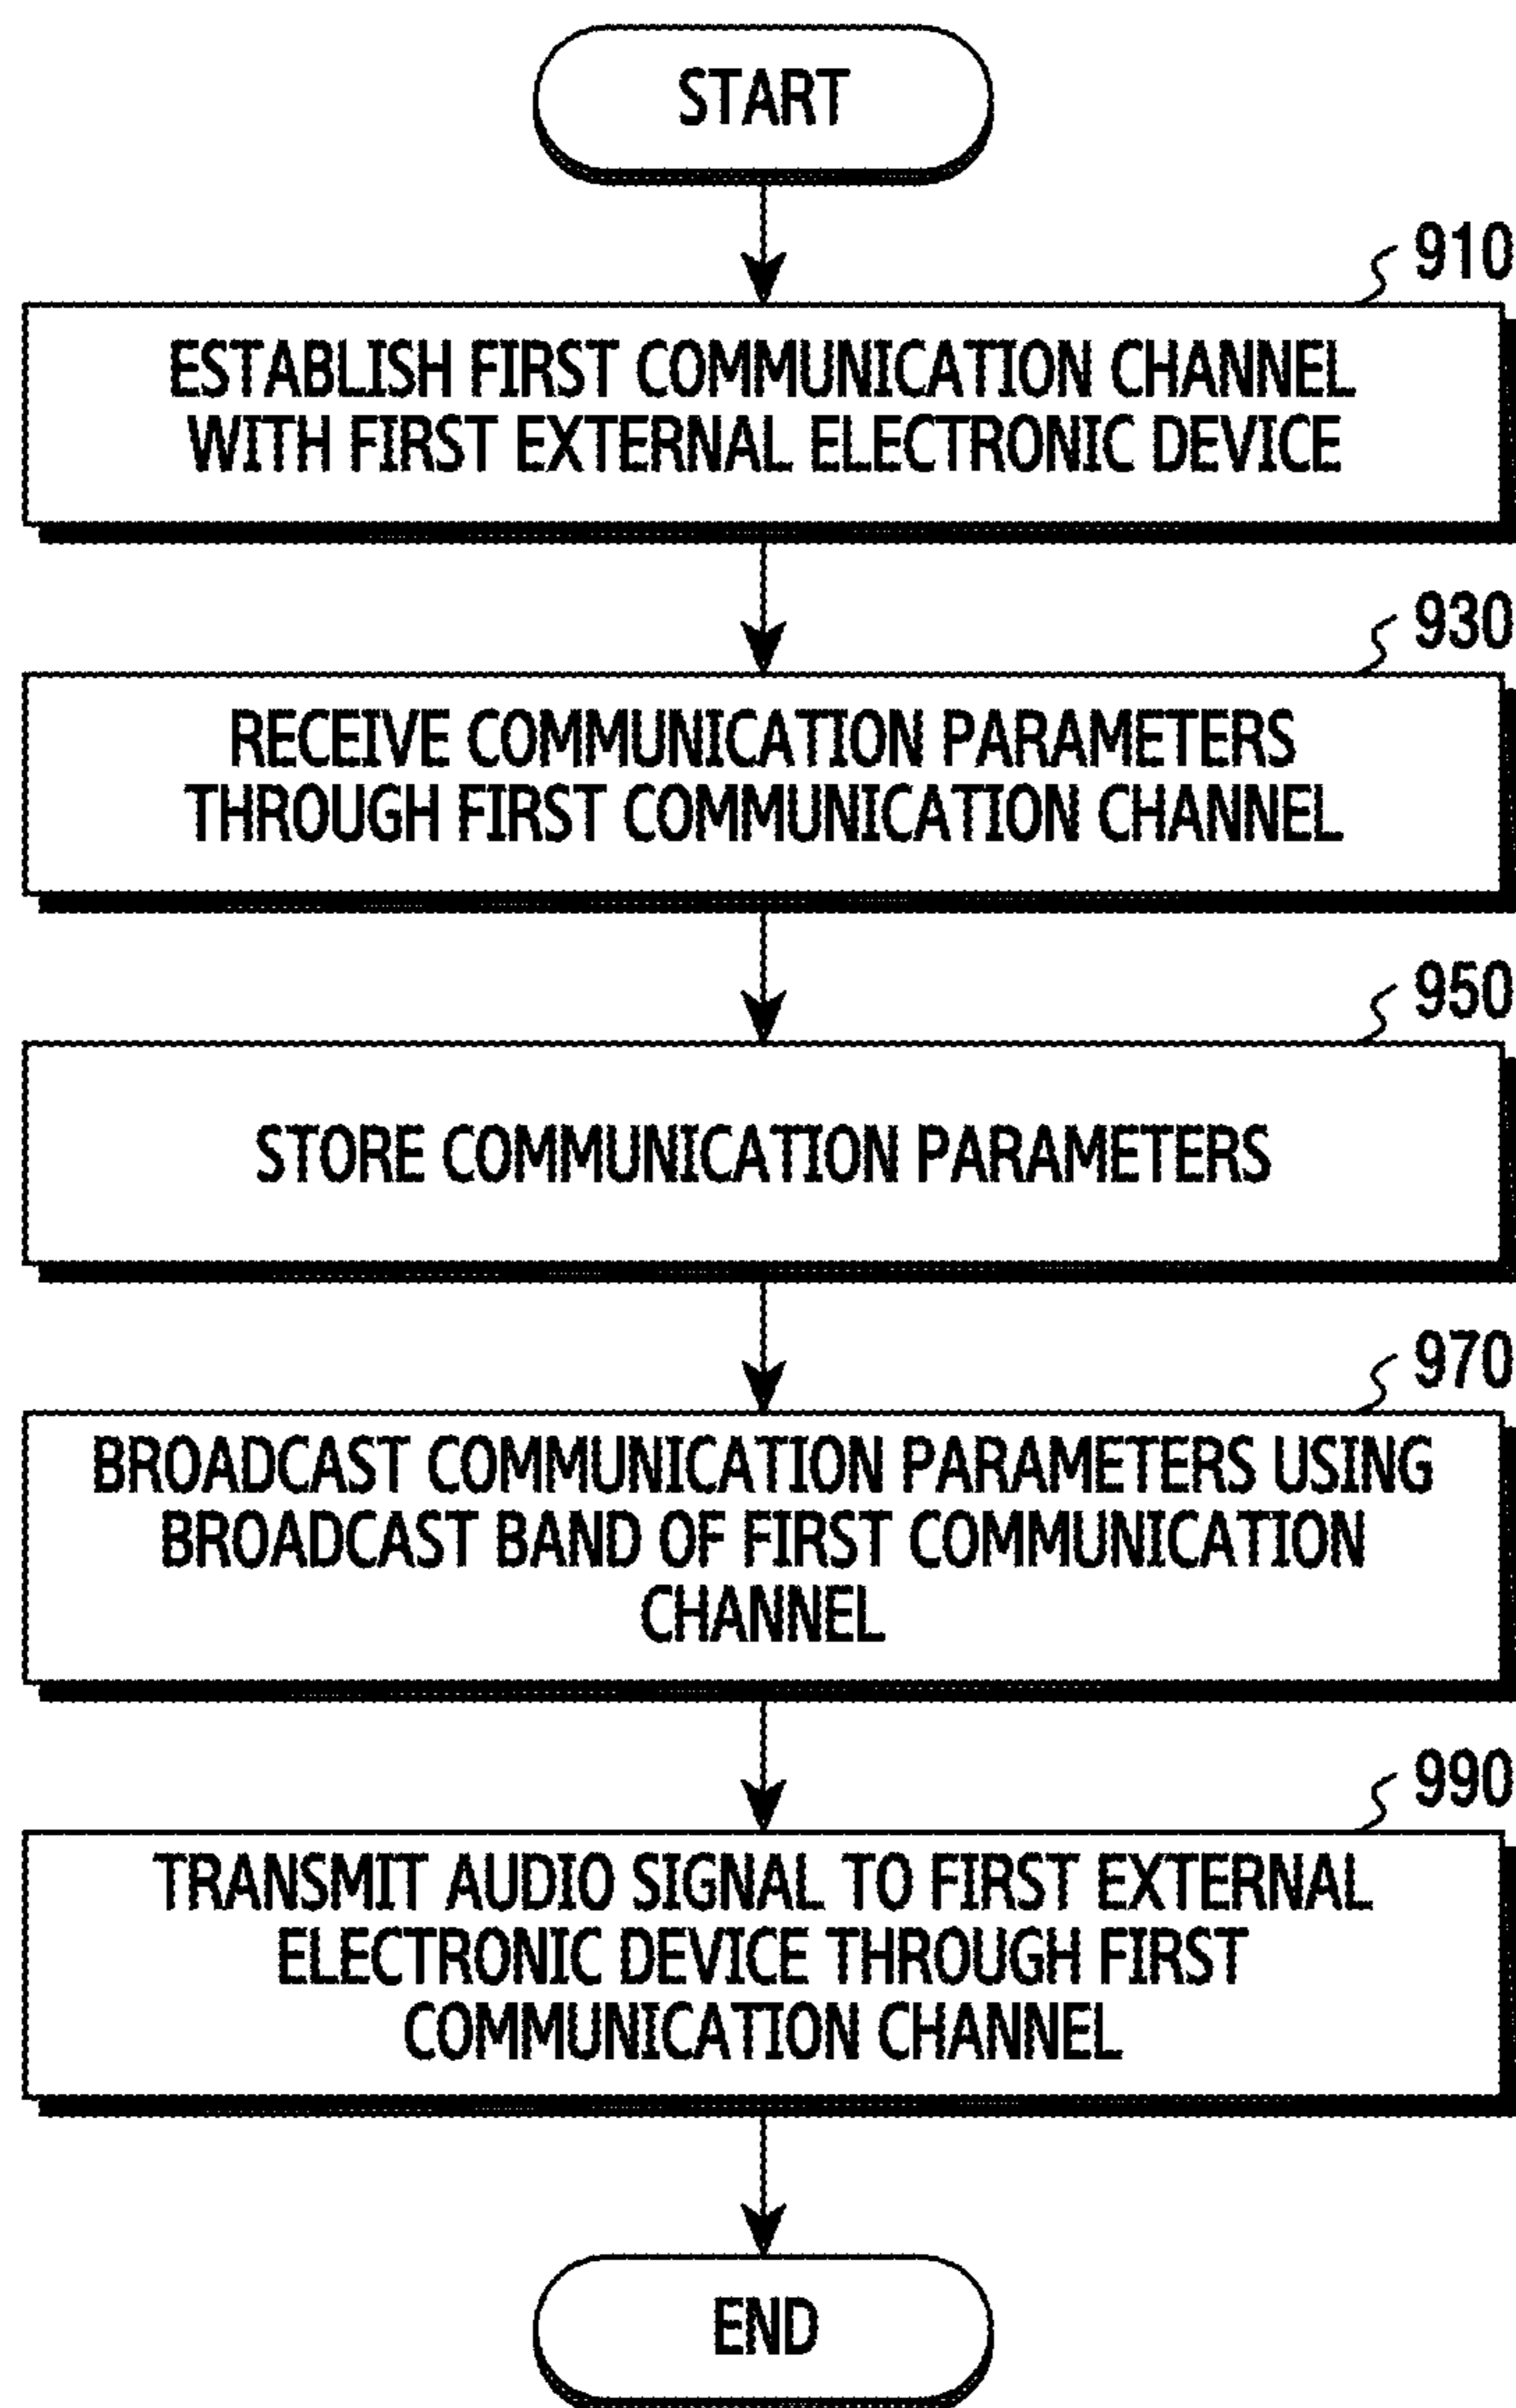 START
910
ESTABLISH FIRST COMMUNICATION CHANNEL
WITH FIRST EXTERNAL ELECTRONIC DEVICE
930
RECEIVE COMMUNICATION PARAMETERS
THROUGH FIRST COMMUNICATION CHANNEL
950
STORE COMMUNICATION PARAMETERS
970
BROADCAST COMMUNICATION PARAMETERS USING
BROADCAST BAND OF FIRST COMMUNICATION
CHANNEL
990
TRANSMIT AUDIO SIGNAL TO FIRST EXTERNAL
ELECTRONIC DEVICE THROUGH FIRST
COMMUNICATION CHANNEL
END